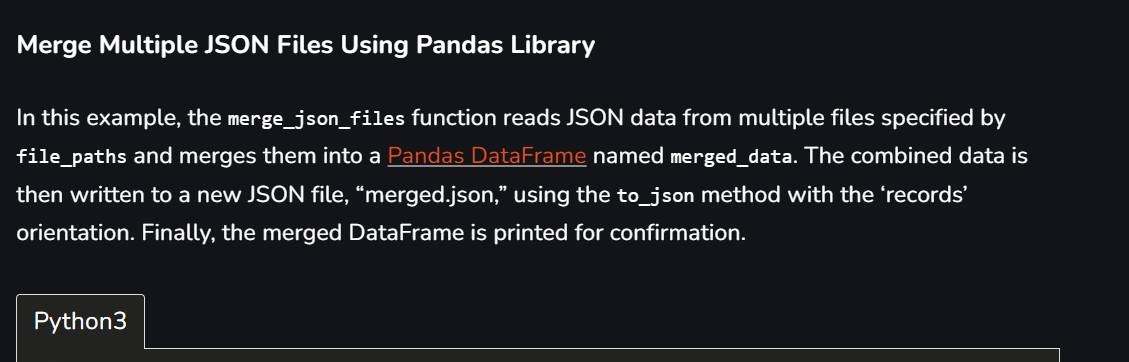 Merge Multiple JSON Files Using Pandas Library
In this example, the merge_json_files function reads JSON data from multiple files specified by
file_paths and merges them into a Pandas DataFrame named merged_data. The combined data is
then written to a new JSON file, “merged.json,” using the to_json method with the ‘records’
orientation. Finally, the merged DataFrame is printed for confirmation.
Python3